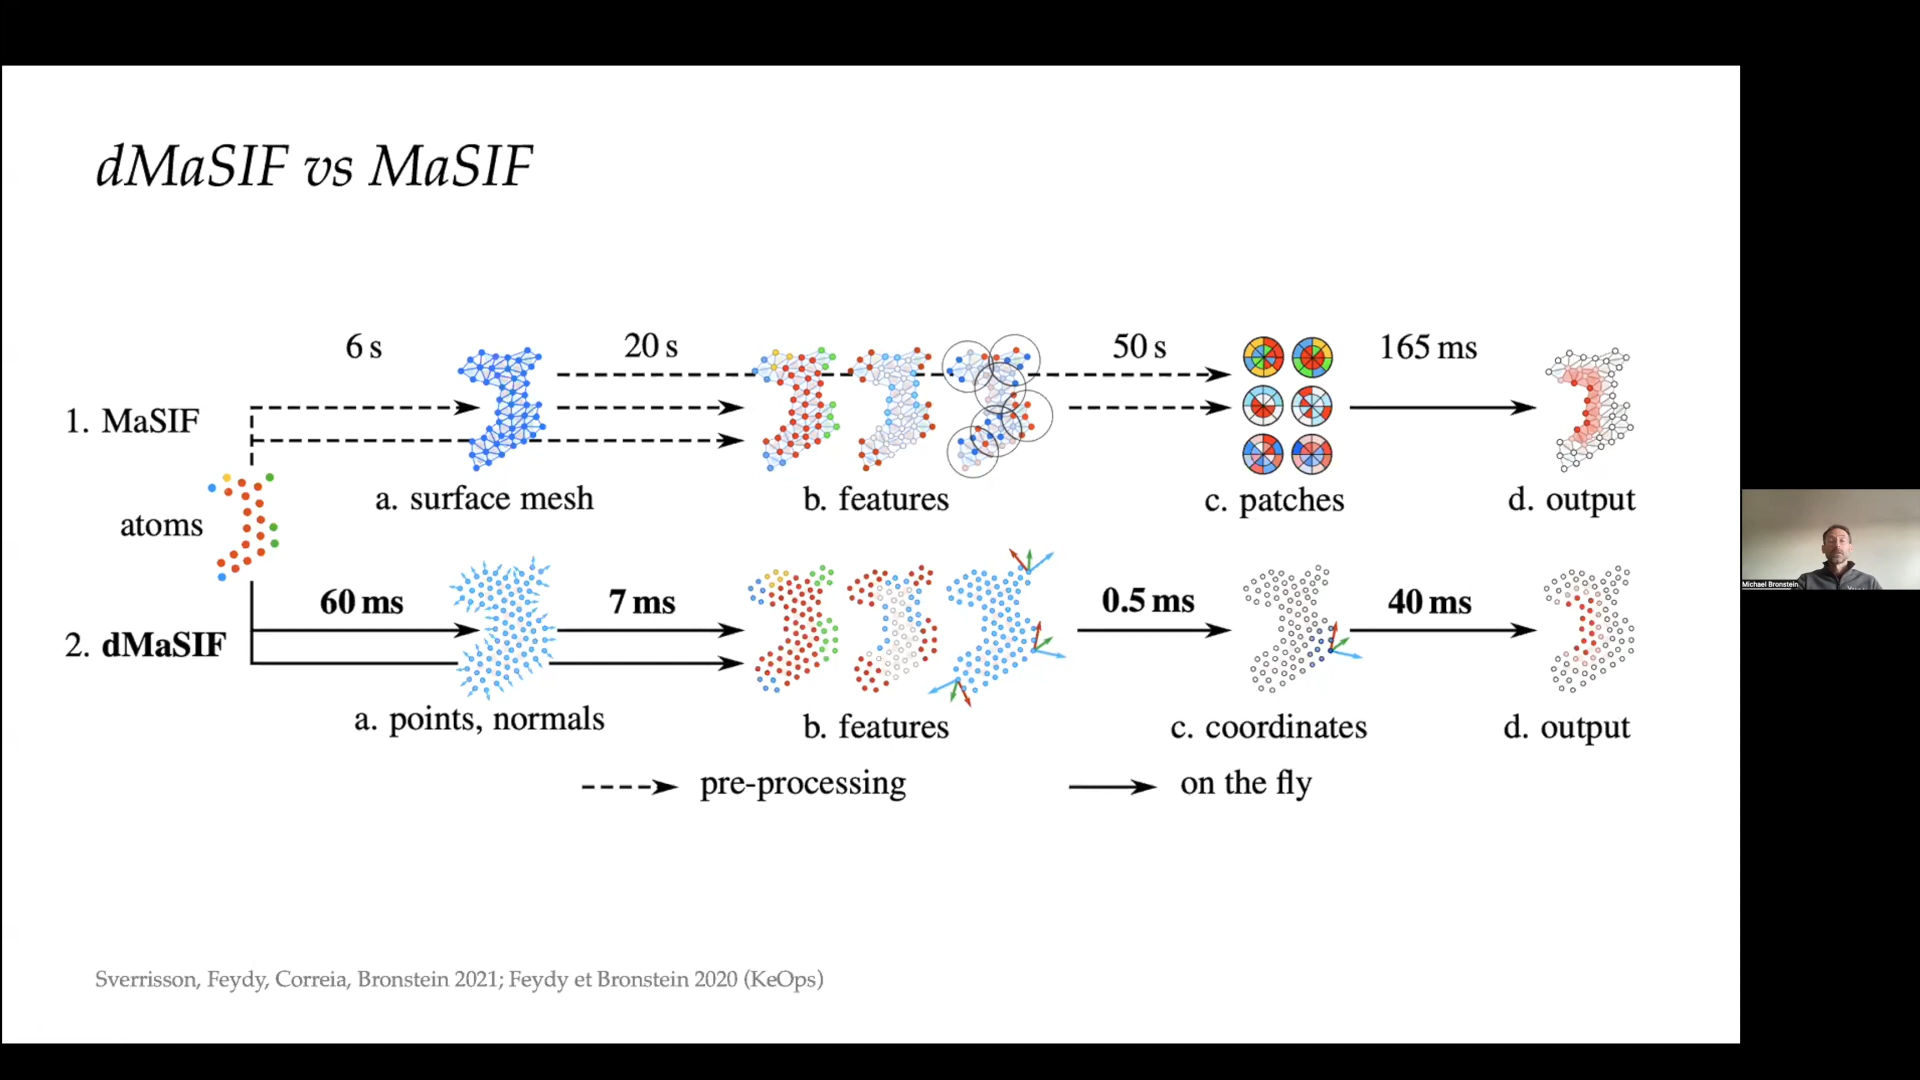 dMaSIF vs MaSIF
6 s
20 s
50 s
165 ms
1. MaSIF
a. surface mesh
b. features
c. patches
d. output
atoms
60 ms
7 ms
0.5 ms
40 ms
2. dMaSIF
a. points, normals
b. features
c. coordinates
d. output
pre-processing
on the fly
Sverrisson, Feydy, Correia, Bronstein 2021; Feydy et Bronstein 2020 (KeOps)
Michael Bronstein